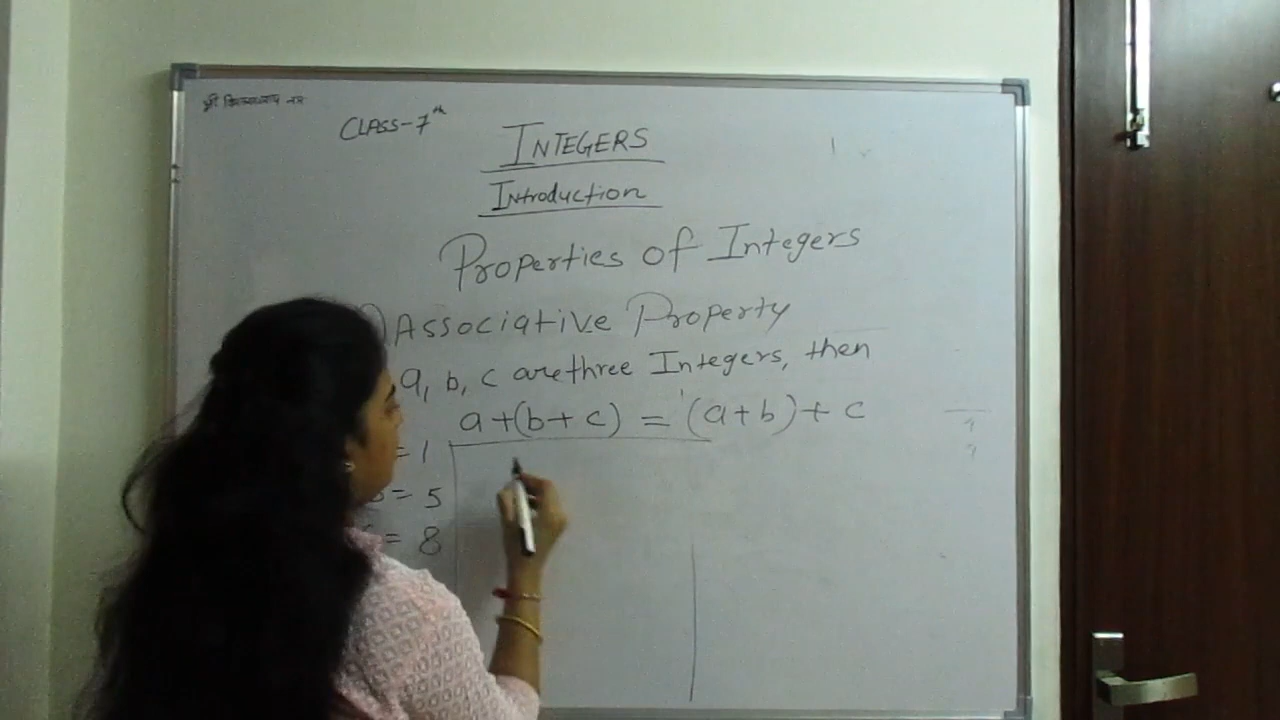 श्री
CLASS-7th
INTEGERS
Introduction
Properties of Integers
) Associative Property
a, b, c are three Integers, then
a+(b+c) = (a+b)+c
= 1
= 5
= 8